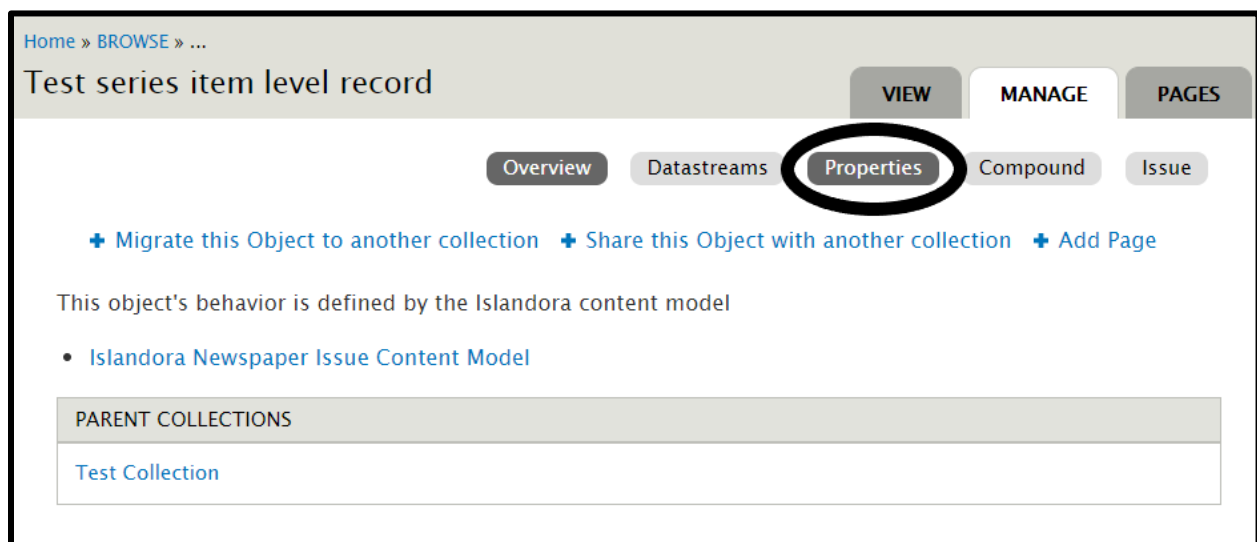 Home » BROWSE » ...
Test series item level record
VIEW MANAGE PAGES
Overview Datastreams Properties Compound Issue
+ Migrate this Object to another collection + Share this Object with another collection + Add Page
This object's behavior is defined by the Islandora content model
• Islandora Newspaper Issue Content Model
PARENT COLLECTIONS
Test Collection